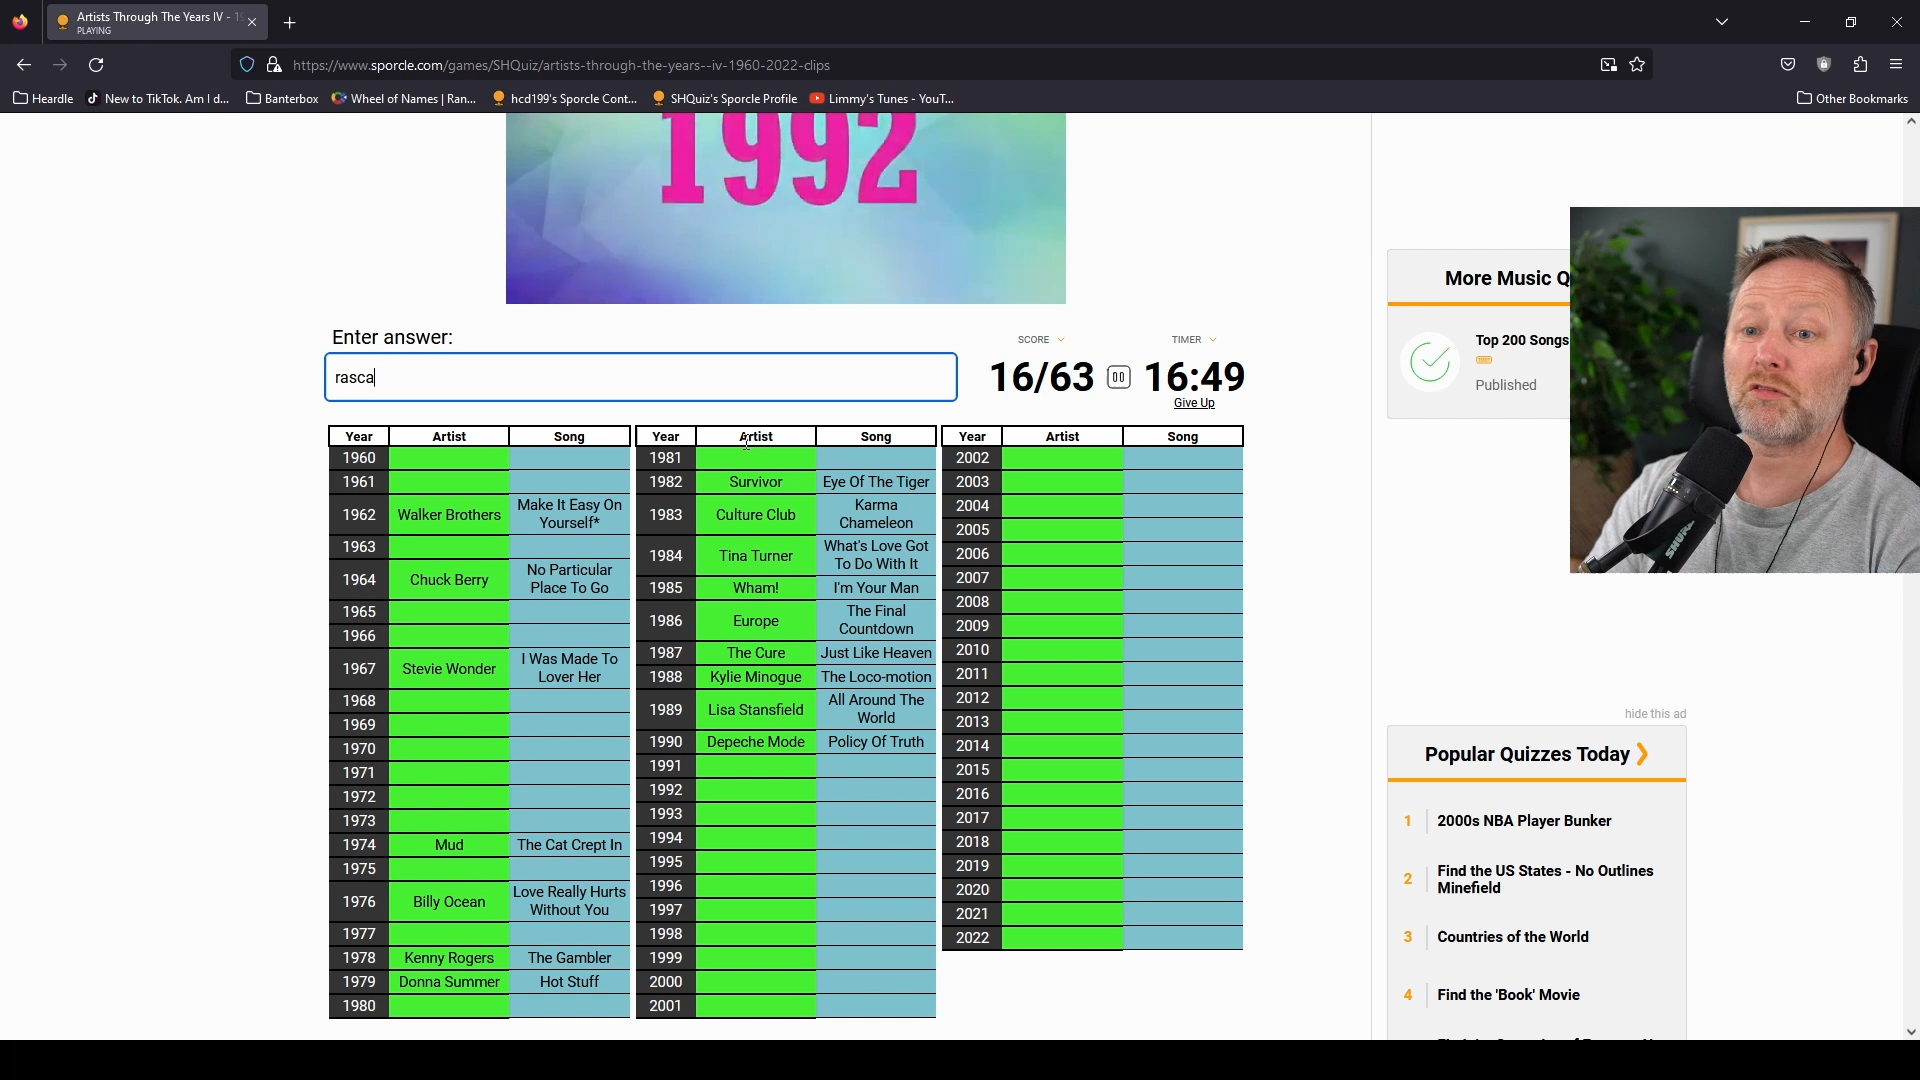 Artists Through The Years IV - 19
PLAYING
https://www.sporcle.com/games/SHQuiz/artists-through-the-years--iv-1960-2022-clips
Heardle
New to TikTok. Am I d...
Banterbox
Wheel of Names | Ran...
hcd199's Sporcle Cont...
SHQuiz's Sporcle Profile
Limmy's Tunes - YouT...
Other Bookmarks
1992
Enter answer:
rasca
SCORE
TIMER
16/63
16:49
Give Up
Year Artist Song
1960
1961
1962 Walker Brothers Make It Easy On
Yourself*
1963
1964 Chuck Berry No Particular
Place To Go
1965
1966
1967 Stevie Wonder I Was Made To
Lover Her
1968
1969
1970
1971
1972
1973
1974 Mud The Cat Crept In
1975
1976 Billy Ocean Love Really Hurts
Without You
1977
1978 Kenny Rogers The Gambler
1979 Donna Summer Hot Stuff
1980
Year Artist Song
1981
1982 Survivor Eye Of The Tiger
1983 Culture Club Karma
Chameleon
1984 Tina Turner What's Love Got
To Do With It
1985 Wham! I'm Your Man
1986 Europe The Final
Countdown
1987 The Cure Just Like Heaven
1988 Kylie Minogue The Loco-motion
1989 Lisa Stansfield All Around The
World
1990 Depeche Mode Policy Of Truth
1991
1992
1993
1994
1995
1996
1997
1998
1999
2000
2001
Year Artist Song
2002
2003
2004
2005
2006
2007
2008
2009
2010
2011
2012
2013
2014
2015
2016
2017
2018
2019
2020
2021
2022
More Music Q
Top 200 Songs
Published
SHURE
hide this ad
Popular Quizzes Today
1 2000s NBA Player Bunker
2 Find the US States - No Outlines
Minefield
3 Countries of the World
4 Find the 'Book' Movie